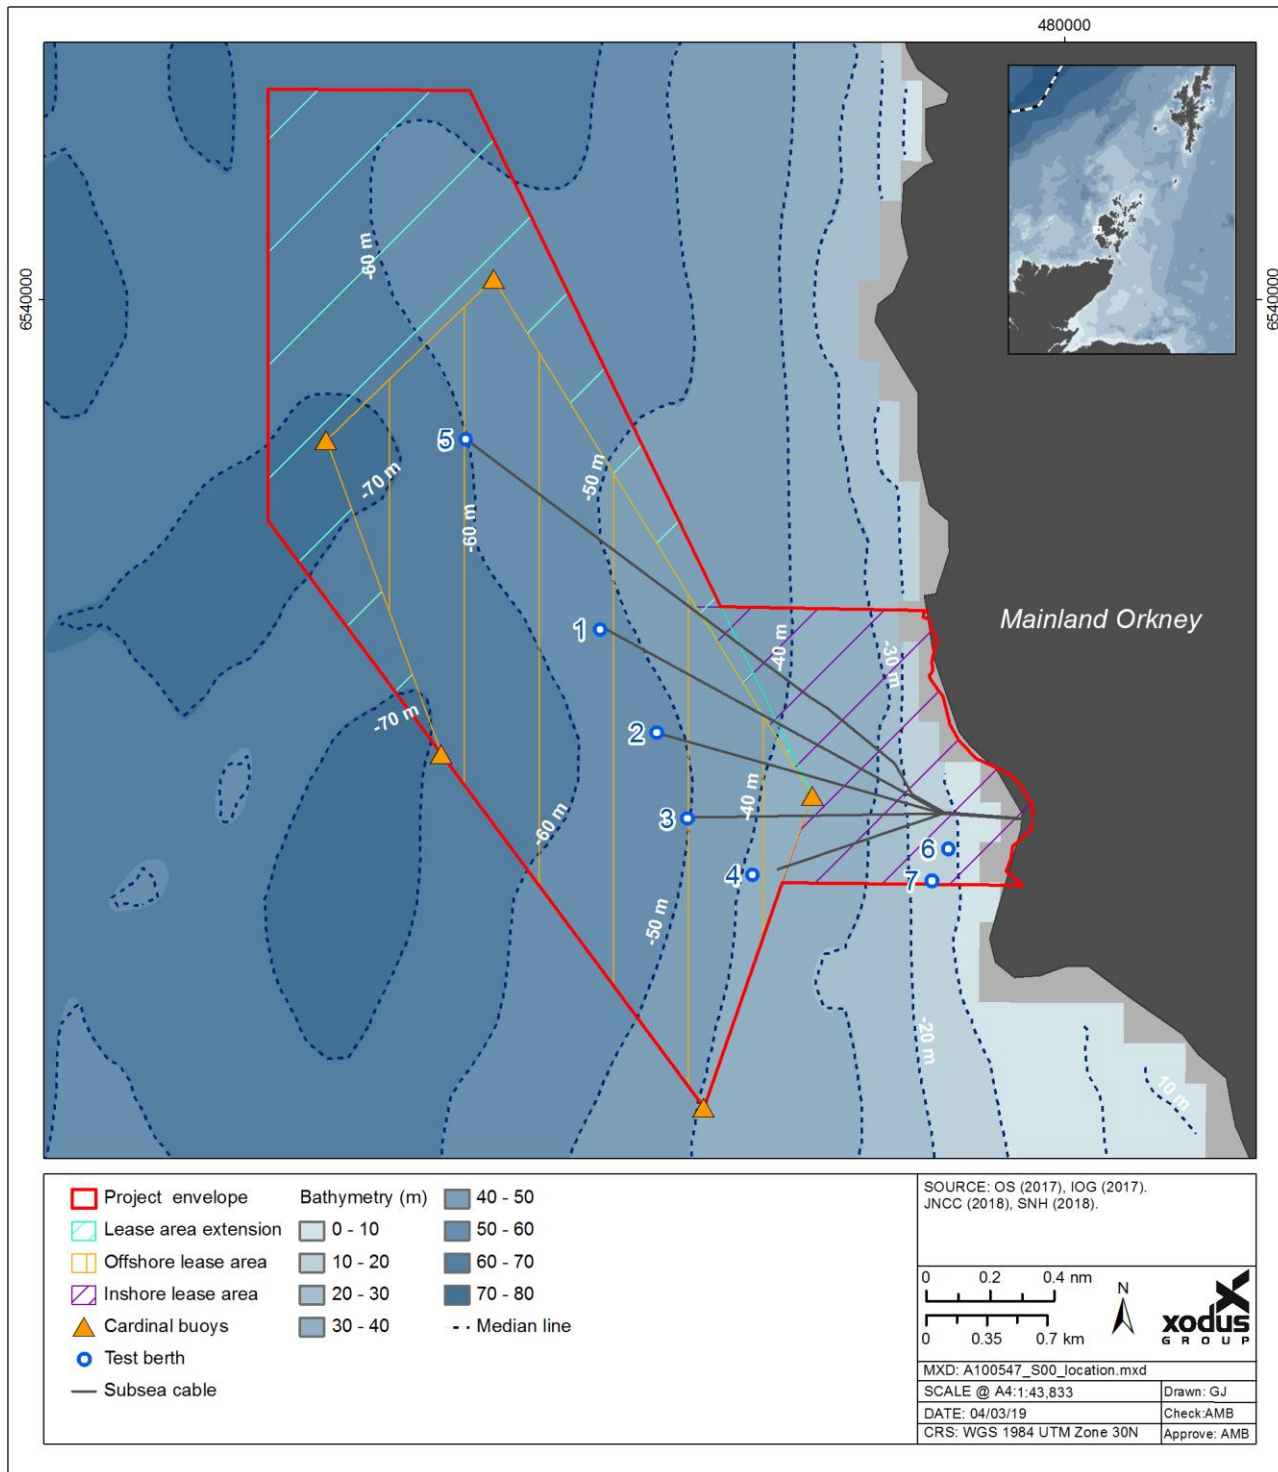 480000
6540000
6540000
-60 m
5
-70 m
-50 m
-60 m
1
Mainland Orkney
-40 m
-30 m
2
-70 m
-40 m
3
-60 m
6
4
7
-50 m
-20 m
10 m
Project envelope
Lease area extension
Offshore lease area
Inshore lease area
Cardinal buoys
Test berth
Subsea cable
Bathymetry (m)
0 - 10
10 - 20
20 - 30
30 - 40
40 - 50
50 - 60
60 - 70
70 - 80
Median line
SOURCE: OS (2017), IOG (2017).
JNCC (2018), SNH (2018).
0 0.2 0.4 nm
0 0.35 0.7 km
N
xodus
GROUP
MXD: A100547_S00_location.mxd
SCALE @ A4:1:43,833
Drawn: GJ
DATE: 04/03/19
Check:AMB
CRS: WGS 1984 UTM Zone 30N
Approve: AMB